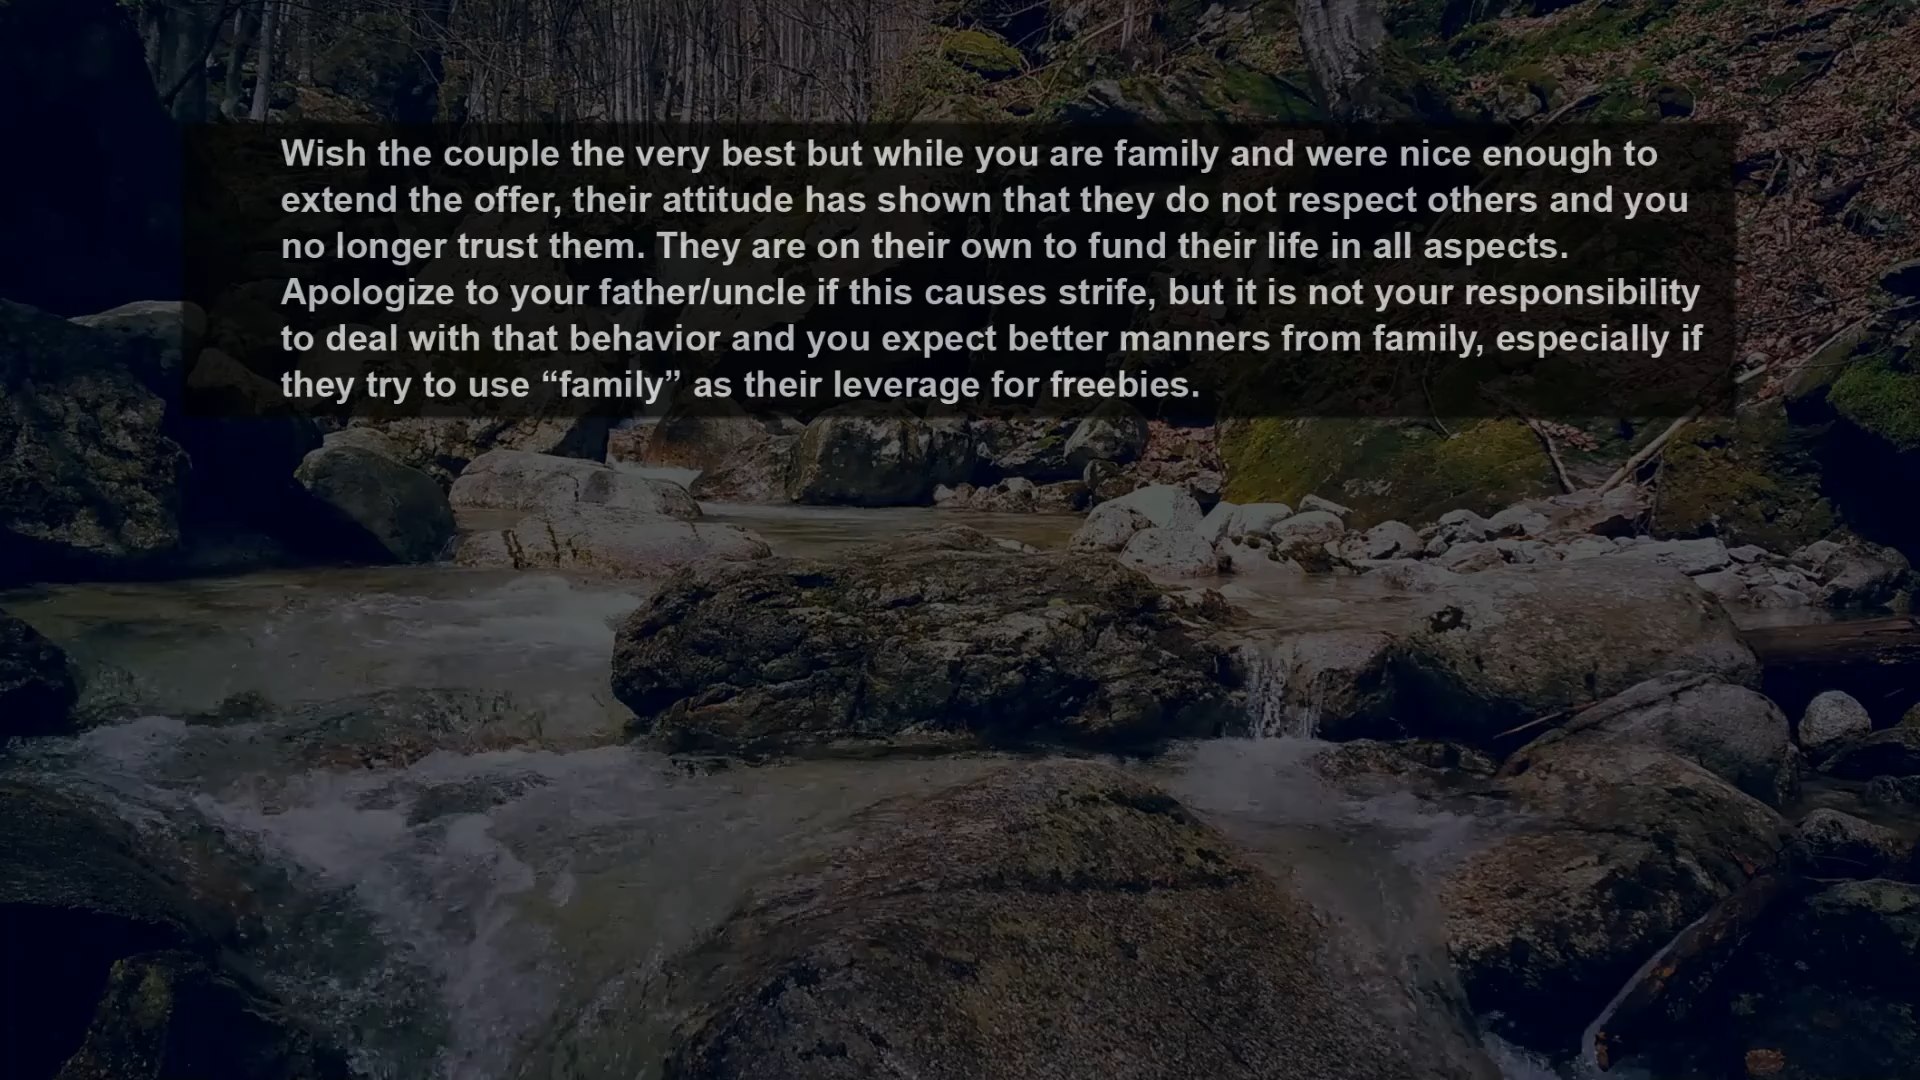 Wish the couple the very best but while you are family and were nice enough to
extend the offer, their attitude has shown that they do not respect others and you
no longer trust them. They are on their own to fund their life in all aspects.
Apologize to your father/uncle if this causes strife, but it is not your responsibility
to deal with that behavior and you expect better manners from family, especially if
they try to use “family” as their leverage for freebies.